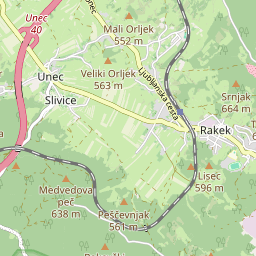 Unec
40
Mali Orljek
552 m
Unec
Veliki Orljek
563 m
Slivice
Ljubljanska cesta
Srnjak
664 m
Rakek
Lisec
596 m
Medvedova
peč
638 m
Peščevnjak
561 m